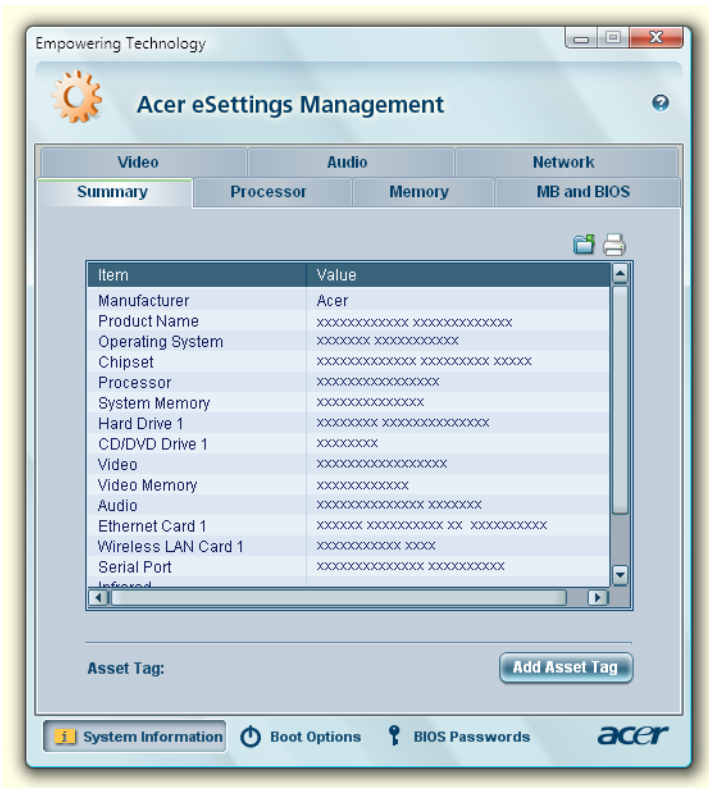 Empowering Technology
Acer eSettings Management
Video Audio Network
Summary Processor Memory MB and BIOS
Item Value
Manufacturer Acer
Product Name xxxxxxxxxxxx xxxxxxxxxxxxx
Operating System xxxxxxx xxxxxxxxxxx
Chipset xxxxxxxxxxxxx xxxxxxxxx xxxxx
Processor xxxxxxxxxxxxxxxx
System Memory xxxxxxxxxxxxxx
Hard Drive 1 xxxxxxxx xxxxxxxxxxxxxx
CD/DVD Drive 1 xxxxxxxx
Video xxxxxxxxxxxxxxxxx
Video Memory xxxxxxxxxxxx
Audio xxxxxxxxxxxxxx xxxxxxx
Ethernet Card 1 xxxxxx xxxxxxxxxx xx xxxxxxxxxx
Wireless LAN Card 1 xxxxxxxxxxx xxxx
Serial Port xxxxxxxxxxxxxx xxxxxxxxxx
Infrared
Asset Tag: Add Asset Tag
System Information Boot Options BIOS Passwords acer